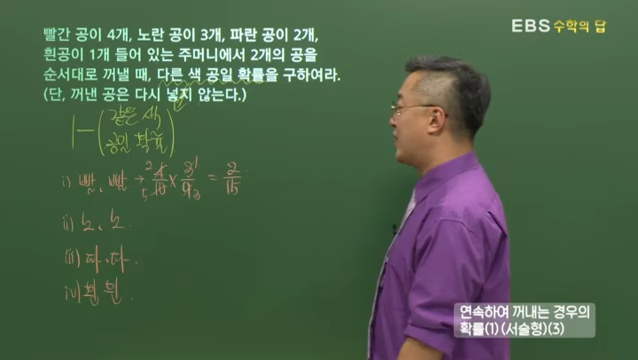 빨간 공이 4개, 노란 공이 3개, 파란 공이 2개,
흰공이 1개 들어 있는 주머니에서 2개의 공을
순서대로 꺼낼 때, 다른 색 공일 확률을 구하여라.
(단, 꺼낸 공은 다시 넣지 않는다.)
EBS 수학의 답
1-(같은 색
공일 확률)
i) 빨, 빨 → 4/10 × 3/9 = 2/15
ii) 노, 노
iii) 파, 파
iv) 흰 흰
연속하여 꺼내는 경우의
확률(1) (서술형)(3)